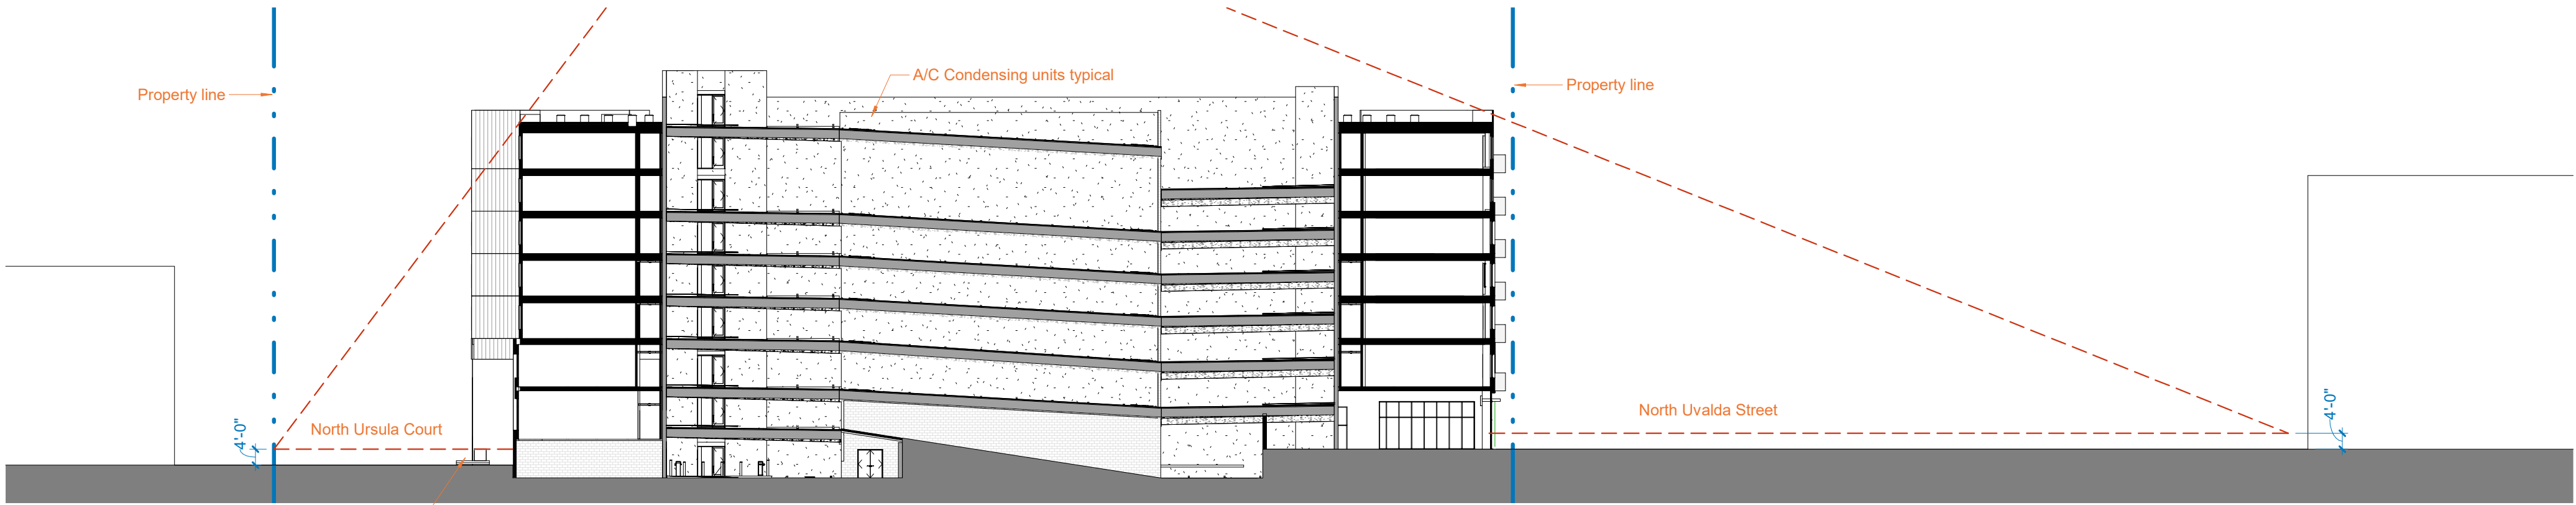 A/C Condensing units typical
Property line
Property line
North Ursula Court
North Uvalda Street
4'-0"
4'-0"